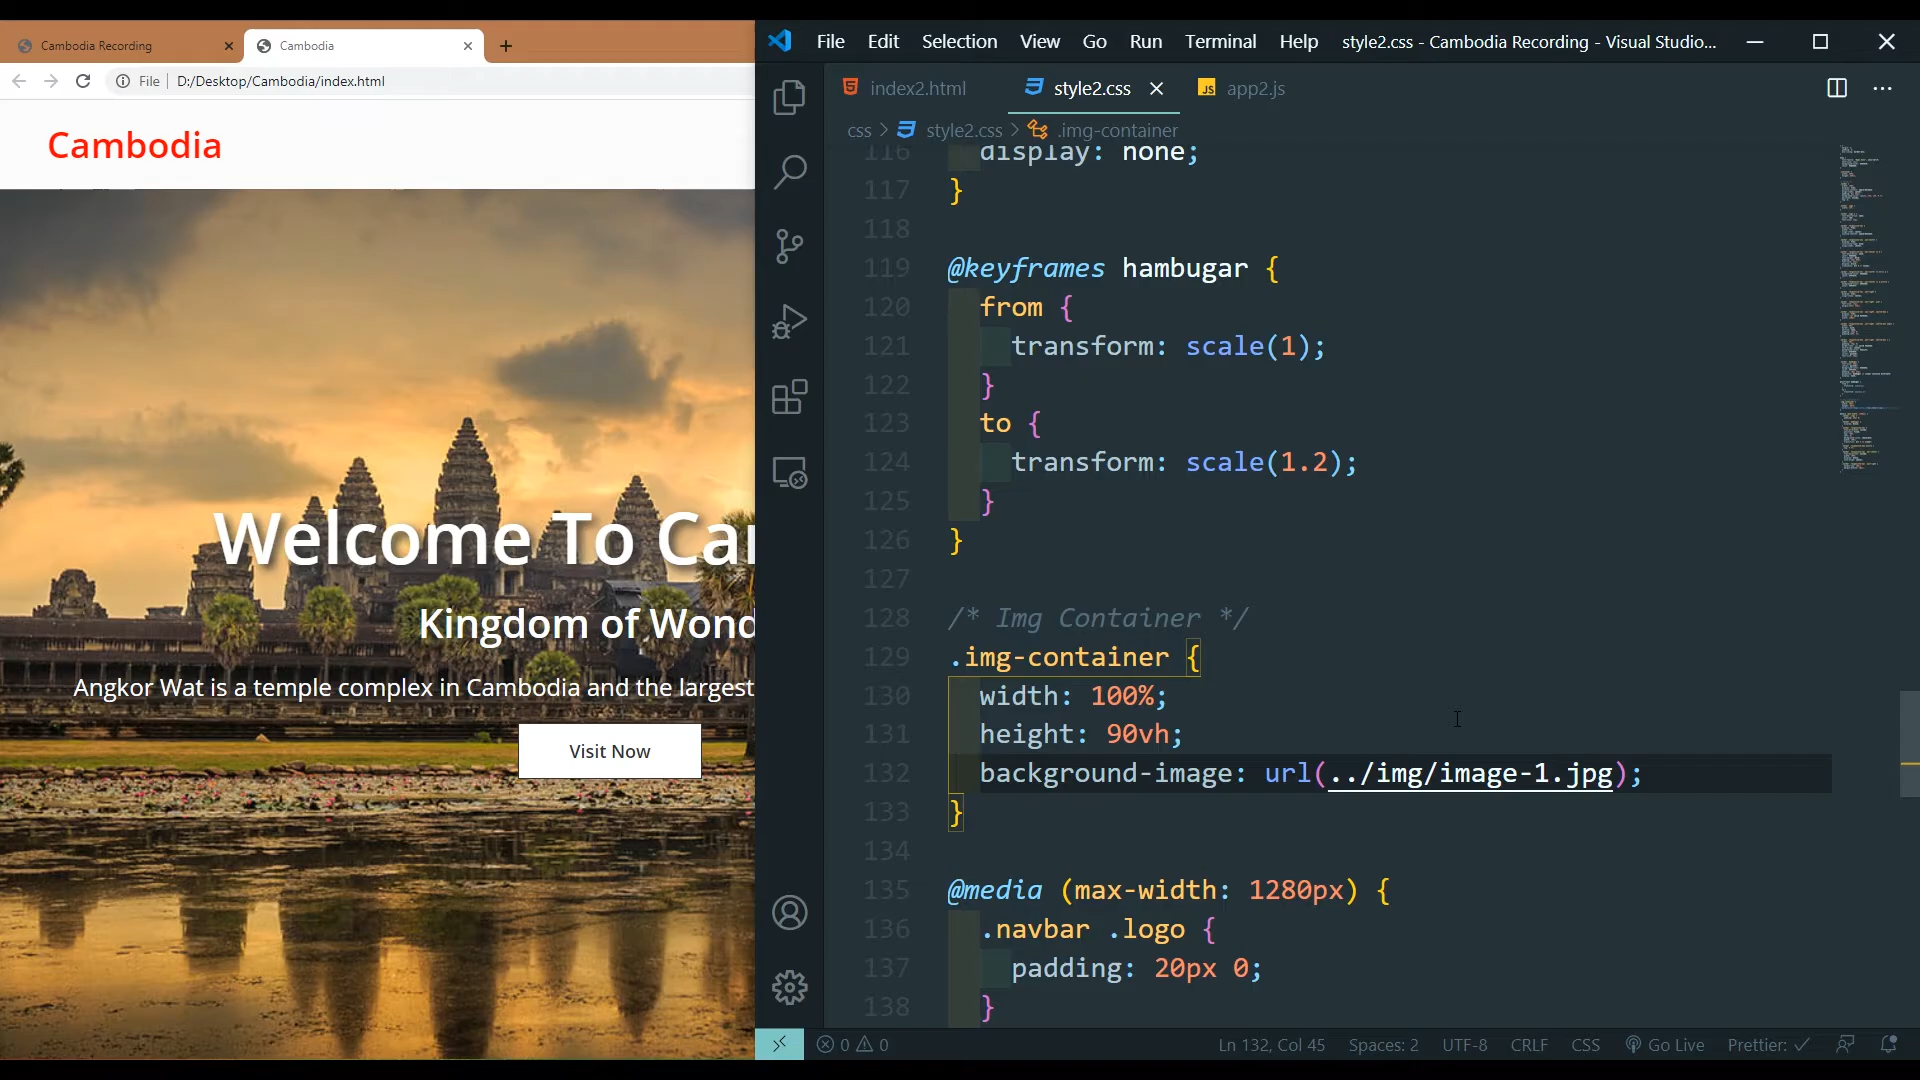 Cambodia Recording
Cambodia
File
D:/Desktop/Cambodia/index.html
Cambodia
Welcome To Ca
Kingdom of Wond
Angkor Wat is a temple complex in Cambodia and the largest
Visit Now
File Edit Selection View Go Run Terminal Help style2.css - Cambodia Recording - Visual Studio...
index2.html style2.css JS app2.js
css > style2.css > .img-container
116 display: none;
117 }
118
119 @keyframes hambugar {
120 from {
121 transform: scale(1);
122 }
123 to {
124 transform: scale(1.2);
125 }
126 }
127
128 /* Img Container */
129 .img-container {
130 width: 100%;
131 height: 90vh;
132 background-image: url(../img/image-1.jpg);
133 }
134
135 @media (max-width: 1280px) {
136 .navbar .logo {
137 padding: 20px 0;
138 }
0 0 Ln 132, Col 45 Spaces: 2 UTF-8 CRLF CSS Go Live Prettier: ✓